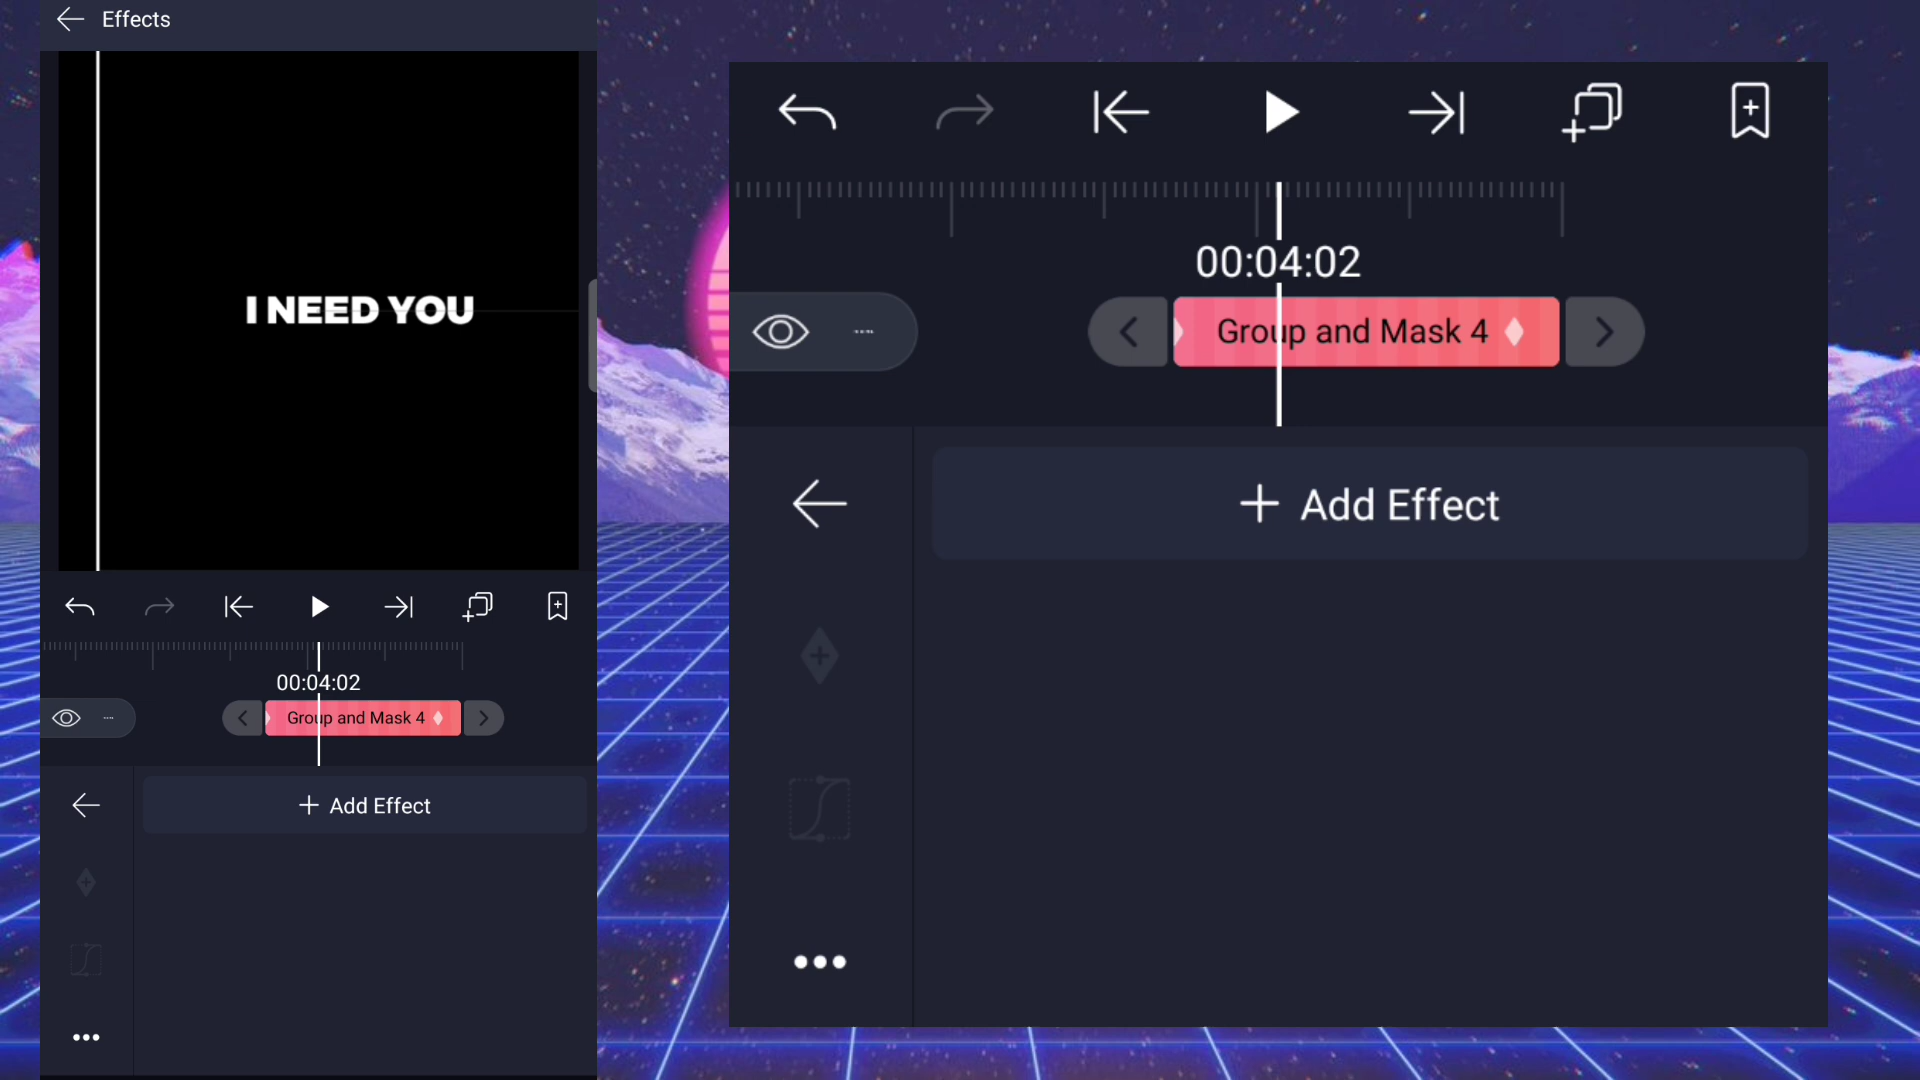 Effects
I NEED YOU
00:04:02
Group and Mask 4
Add Effect
00:04:02
Group and Mask 4
Add Effect